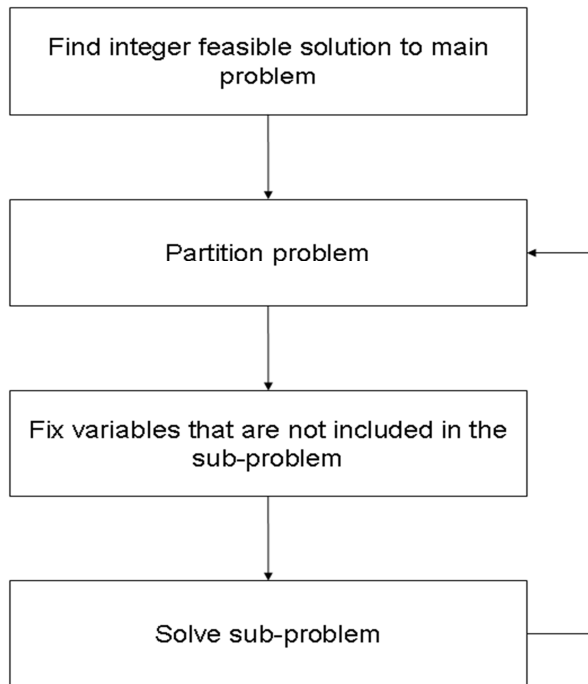 Find integer feasible solution to main
problem
Partition problem
Fix variables that are not included in the
sub-problem
Solve sub-problem